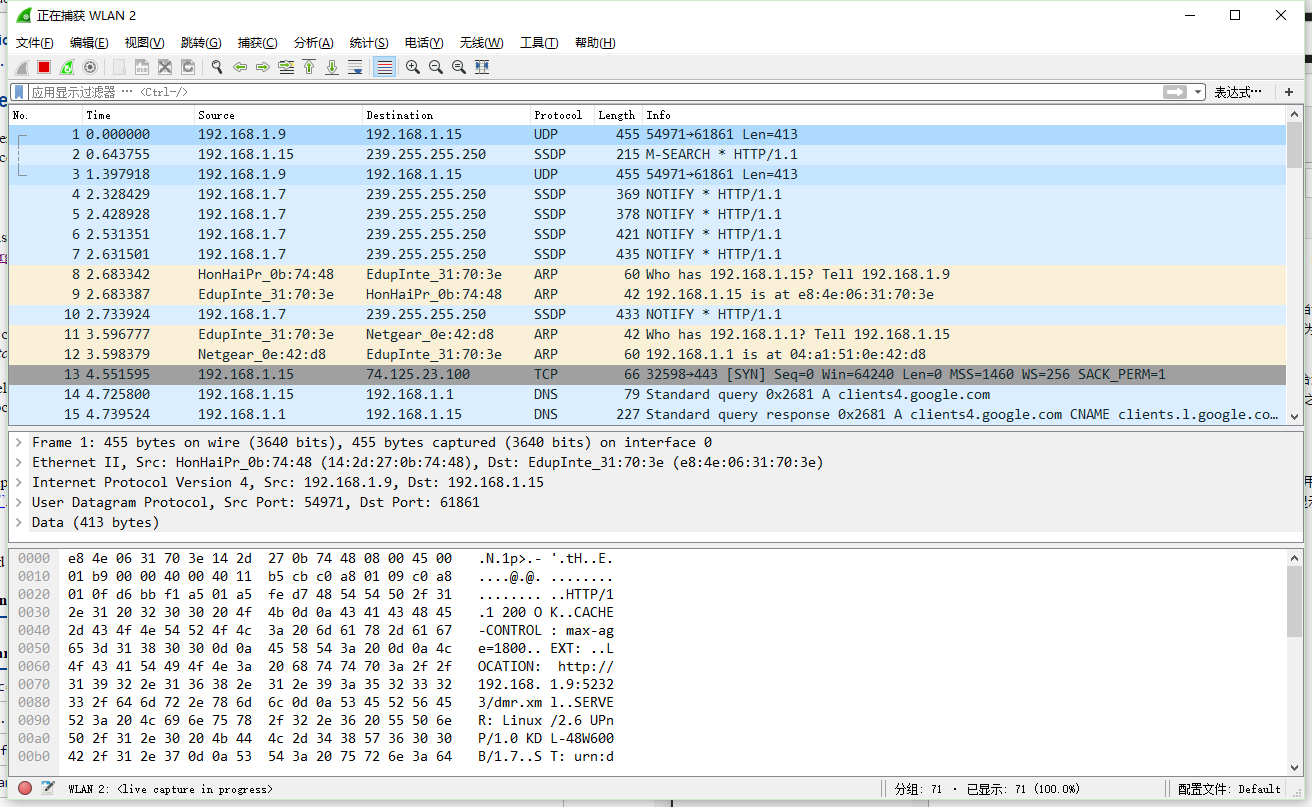 正在捕获 WLAN 2
文件(F) 编辑(E) 视图(V) 跳转(G) 捕获(C) 分析(A) 统计(S) 电话(Y) 无线(W) 工具(T) 帮助(H)
应用显示过滤器 … <Ctrl-/> 表达式… +
No. Time Source Destination Protocol Length Info
1 0.000000 192.168.1.9 192.168.1.15 UDP 455 54971→61861 Len=413
2 0.643755 192.168.1.15 239.255.255.250 SSDP 215 M-SEARCH * HTTP/1.1
3 1.397918 192.168.1.9 192.168.1.15 UDP 455 54971→61861 Len=413
4 2.328429 192.168.1.7 239.255.255.250 SSDP 369 NOTIFY * HTTP/1.1
5 2.428928 192.168.1.7 239.255.255.250 SSDP 378 NOTIFY * HTTP/1.1
6 2.531351 192.168.1.7 239.255.255.250 SSDP 421 NOTIFY * HTTP/1.1
7 2.631501 192.168.1.7 239.255.255.250 SSDP 435 NOTIFY * HTTP/1.1
8 2.683342 HonHaiPr_0b:74:48 EdupInte_31:70:3e ARP 60 Who has 192.168.1.15? Tell 192.168.1.9
9 2.683387 EdupInte_31:70:3e HonHaiPr_0b:74:48 ARP 42 192.168.1.15 is at e8:4e:06:31:70:3e
10 2.733924 192.168.1.7 239.255.255.250 SSDP 433 NOTIFY * HTTP/1.1
11 3.596777 EdupInte_31:70:3e Netgear_0e:42:d8 ARP 42 Who has 192.168.1.1? Tell 192.168.1.15
12 3.598379 Netgear_0e:42:d8 EdupInte_31:70:3e ARP 60 192.168.1.1 is at 04:a1:51:0e:42:d8
13 4.551595 192.168.1.15 74.125.23.100 TCP 66 32598→443 [SYN] Seq=0 Win=64240 Len=0 MSS=1460 WS=256 SACK_PERM=1
14 4.725800 192.168.1.15 192.168.1.1 DNS 79 Standard query 0x2681 A clients4.google.com
15 4.739524 192.168.1.1 192.168.1.15 DNS 227 Standard query response 0x2681 A clients4.google.com CNAME clients.l.google.co…
Frame 1: 455 bytes on wire (3640 bits), 455 bytes captured (3640 bits) on interface 0
Ethernet II, Src: HonHaiPr_0b:74:48 (14:2d:27:0b:74:48), Dst: EdupInte_31:70:3e (e8:4e:06:31:70:3e)
Internet Protocol Version 4, Src: 192.168.1.9, Dst: 192.168.1.15
User Datagram Protocol, Src Port: 54971, Dst Port: 61861
Data (413 bytes)
0000 e8 4e 06 31 70 3e 14 2d 27 0b 74 48 08 00 45 00 .N.1p>.- '.tH..E.
0010 01 b9 00 00 40 00 40 11 b5 cb c0 a8 01 09 c0 a8 ....@.@. ........
0020 01 0f d6 bb f1 a5 01 a5 fe d7 48 54 54 50 2f 31 ........ ..HTTP/1
0030 2e 31 20 32 30 30 20 4f 4b 0d 0a 43 41 43 48 45 .1 200 O K..CACHE
0040 2d 43 4f 4e 54 52 4f 4c 3a 20 6d 61 78 2d 61 67 -CONTROL : max-ag
0050 65 3d 31 38 30 30 0d 0a 45 58 54 3a 20 0d 0a 4c e=1800.. EXT: ..L
0060 4f 43 41 54 49 4f 4e 3a 20 68 74 74 70 3a 2f 2f OCATION: http://
0070 31 39 32 2e 31 36 38 2e 31 2e 39 3a 35 32 33 32 192.168. 1.9:5232
0080 33 2f 64 6d 72 2e 78 6d 6c 0d 0a 53 45 52 56 45 3/dmr.xm l..SERVE
0090 52 3a 20 4c 69 6e 75 78 2f 32 2e 36 20 55 50 6e R: Linux /2.6 UPn
00a0 50 2f 31 2e 30 20 4b 44 4c 2d 34 38 57 36 30 30 P/1.0 KD L-48W600
00b0 42 2f 31 2e 37 0d 0a 53 54 3a 20 75 72 6e 3a 64 B/1.7..S T: urn:d
WLAN 2: <live capture in progress> 分组: 71 · 已显示: 71 (100.0%) 配置文件: Default